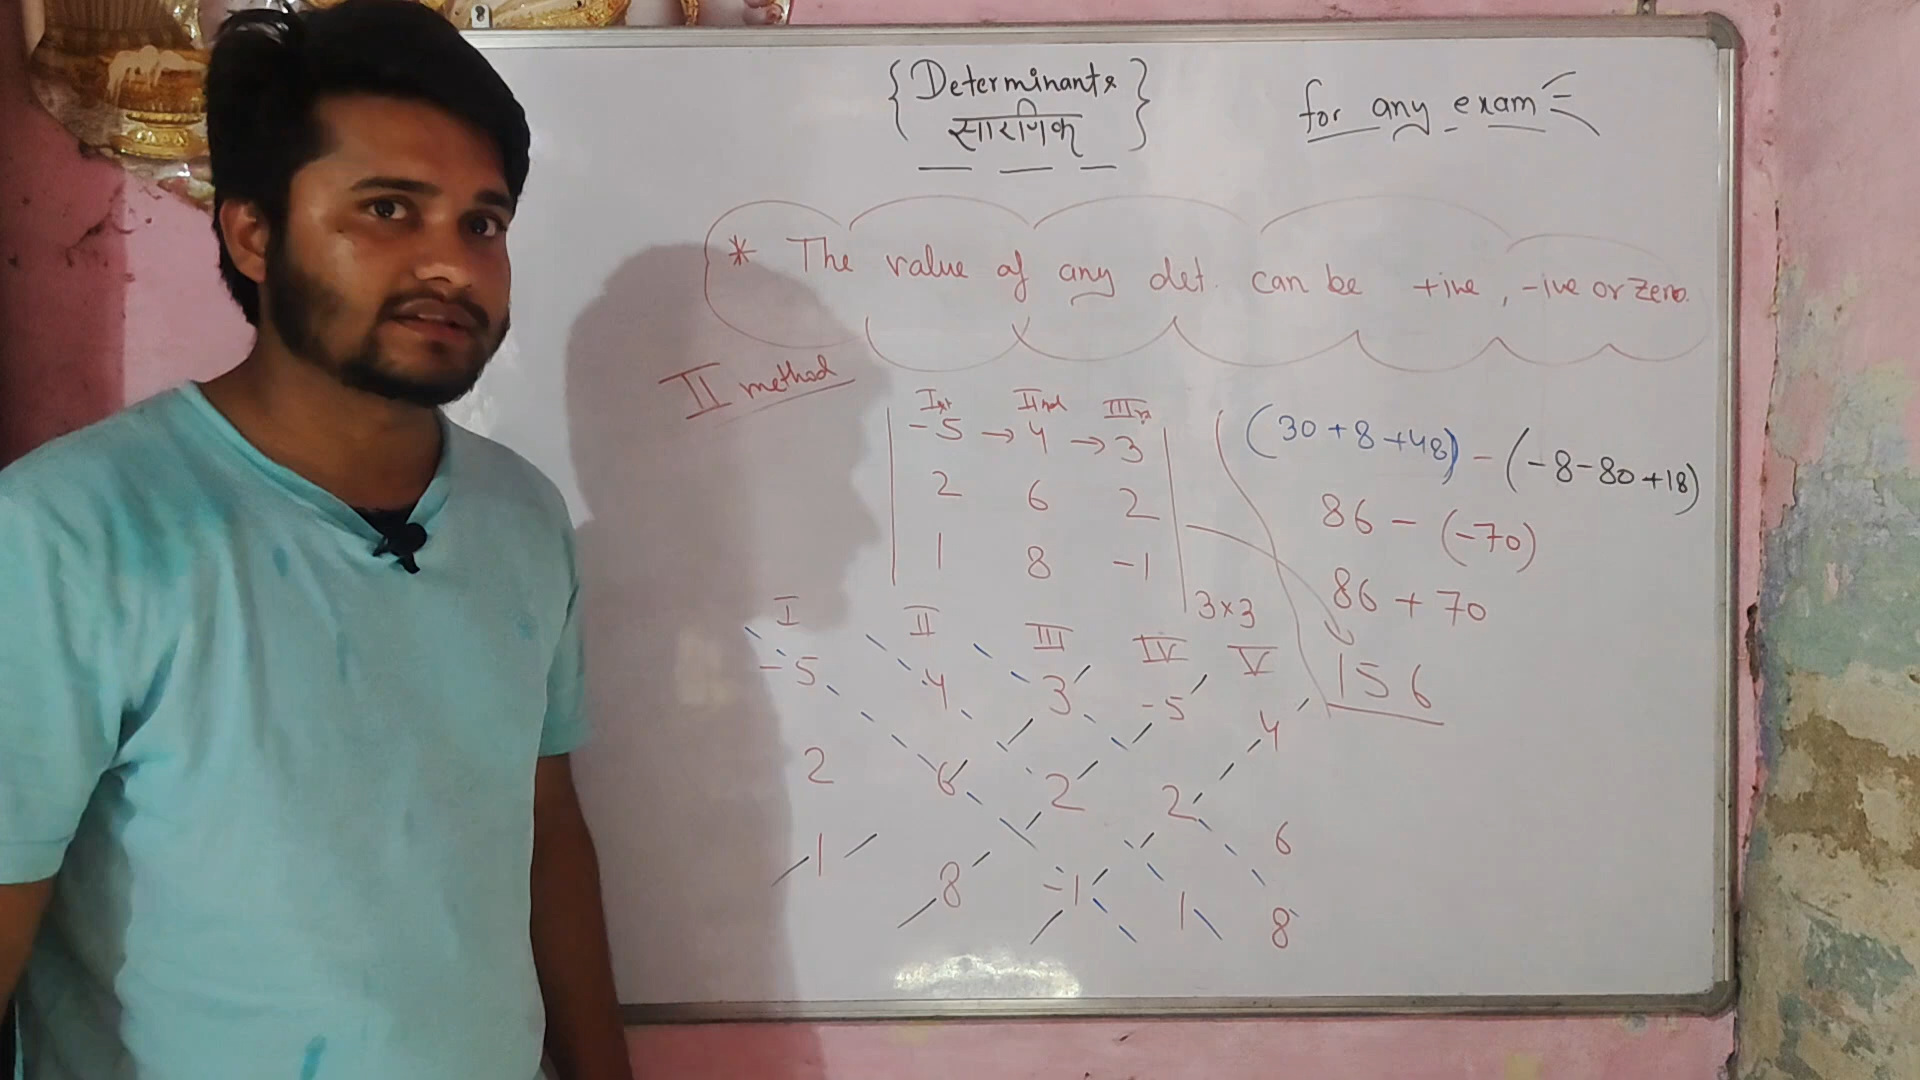 8
{Determinants
सारणिक}
for any exam
* The value of any det. can be +ive, -ive or zero.
II method
Ist IInd IIIrd
-5 → 4 → 3
2 6 2
1 8 -1
3×3
(30+8+48) - (-8-80+18)
86 - (-70)
86 + 70
156
I II III IV V
-5 4 3 -5 4
2 6 2 2 6
1 8 -1 1 8